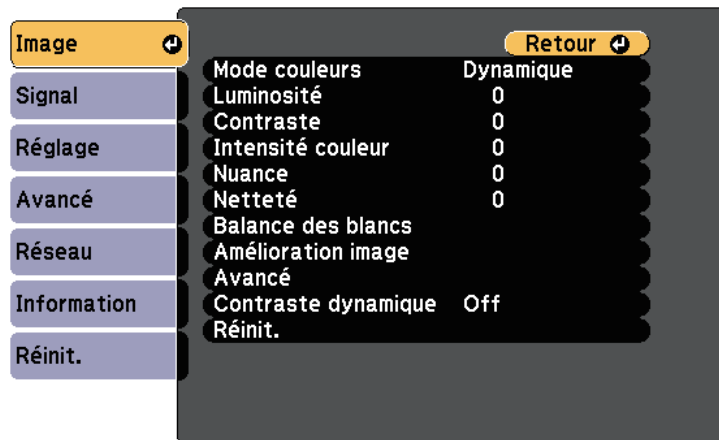 Image
Signal
Réglage
Avancé
Réseau
Information
Réinit.
Retour
Mode couleurs Dynamique
Luminosité 0
Contraste 0
Intensité couleur 0
Nuance 0
Netteté 0
Balance des blancs
Amélioration image
Avancé
Contraste dynamique Off
Réinit.